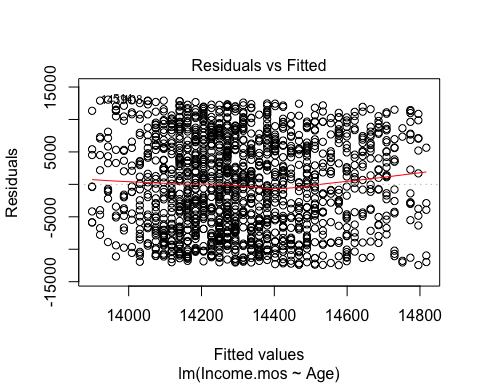 Residuals vs Fitted
15000
5000
-5000
-15000
Residuals
14000
14200
14400
14600
14800
Fitted values
lm(Income.mos ~ Age)